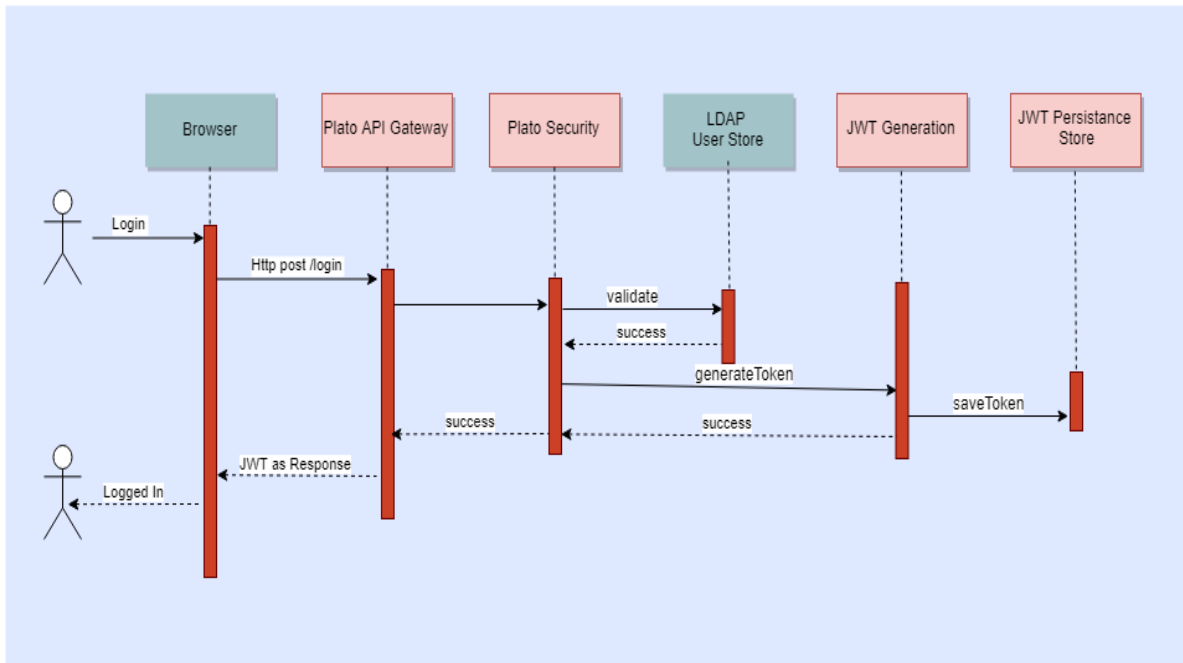 Browser
Plato API Gateway
Plato Security
LDAP
User Store
JWT Generation
JWT Persistance
Store
Login
Http post /login
validate
success
generateToken
saveToken
success
success
JWT as Response
Logged In